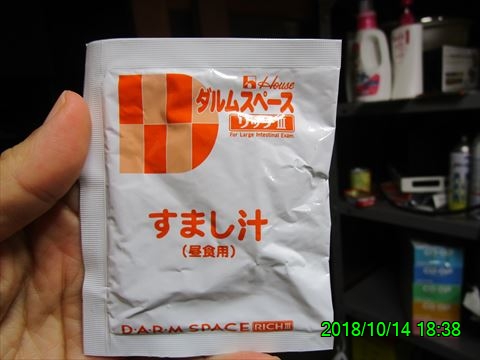 House
ダルムスペース
リッチⅢ
For Large Intestinal Exam.
すまし汁
(昼食用)
D・A・R・M SPACE RICHⅢ
2018/10/14 18:38